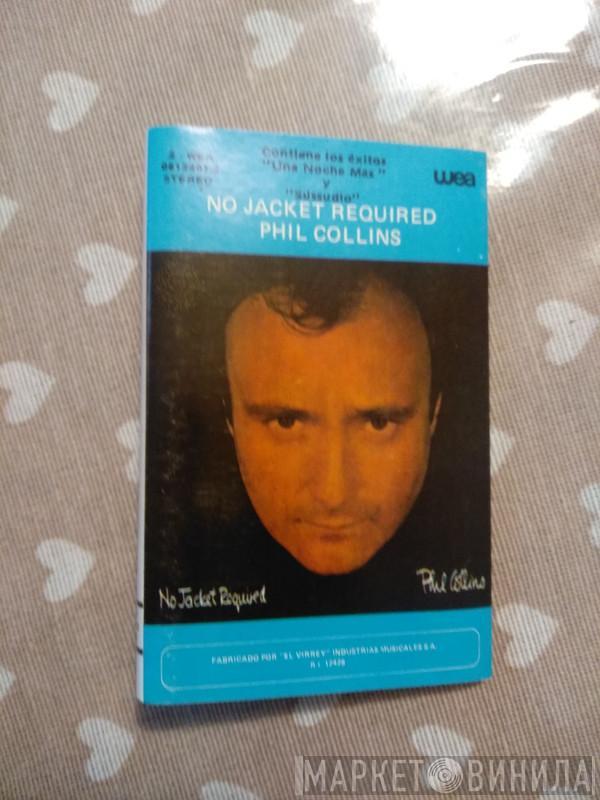 Contiene los éxitos
"Una Noche Más"
y
"Sussudio"
STEREO
wea
NO JACKET REQUIRED
PHIL COLLINS
No Jacket Required
Phil Collins
FABRICADO POR "EL VIRREY" INDUSTRIAS MUSICALES S.A.
МАРКЕТ ВИНИЛА